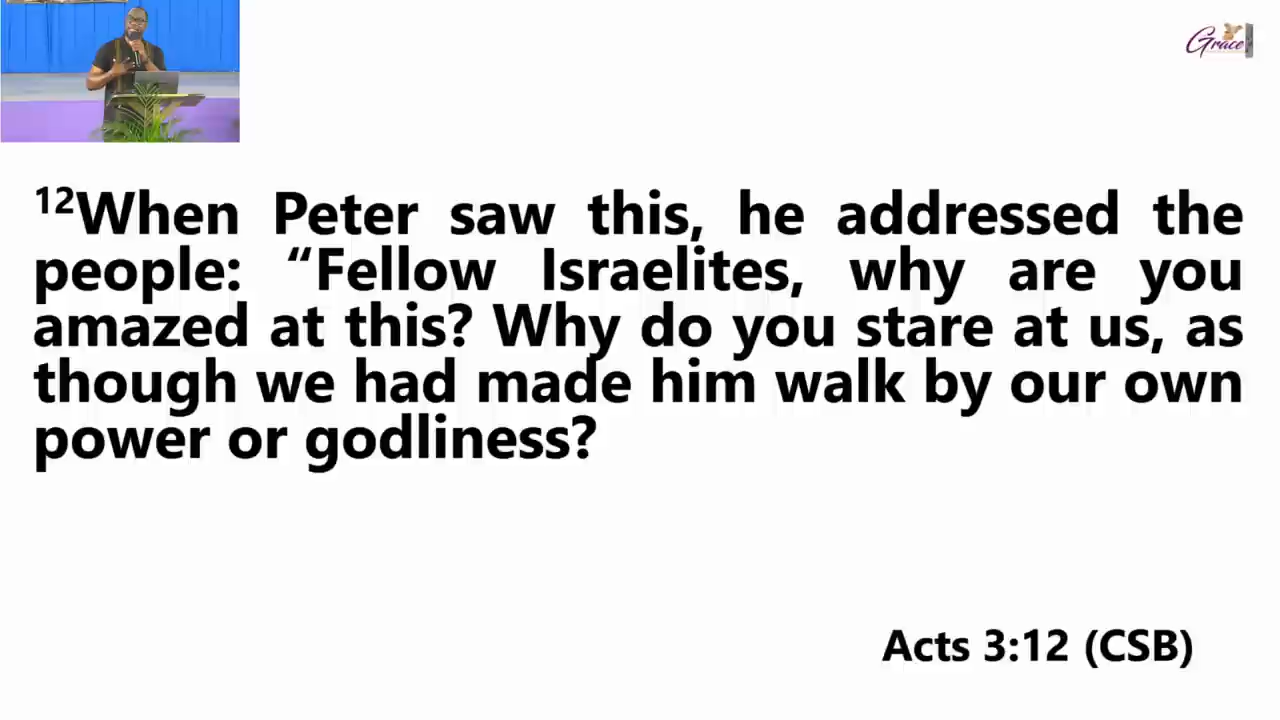 Grace
¹²When Peter saw this, he addressed the
people: “Fellow Israelites, why are you
amazed at this? Why do you stare at us, as
though we had made him walk by our own
power or godliness?
Acts 3:12 (CSB)